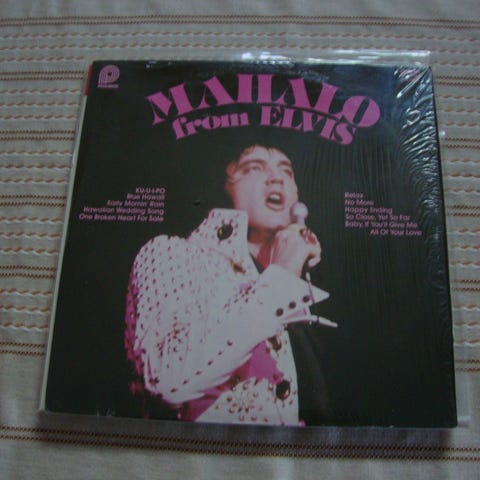 MAHALO
from ELVIS
KU-U-I-PO
Blue Hawaii
Early Mornin' Rain
Hawaiian Wedding Song
One Broken Heart For Sale
Relax
No More
Happy Ending
So Close, Yet So Far
Baby, If You'll Give Me
All Of Your Love